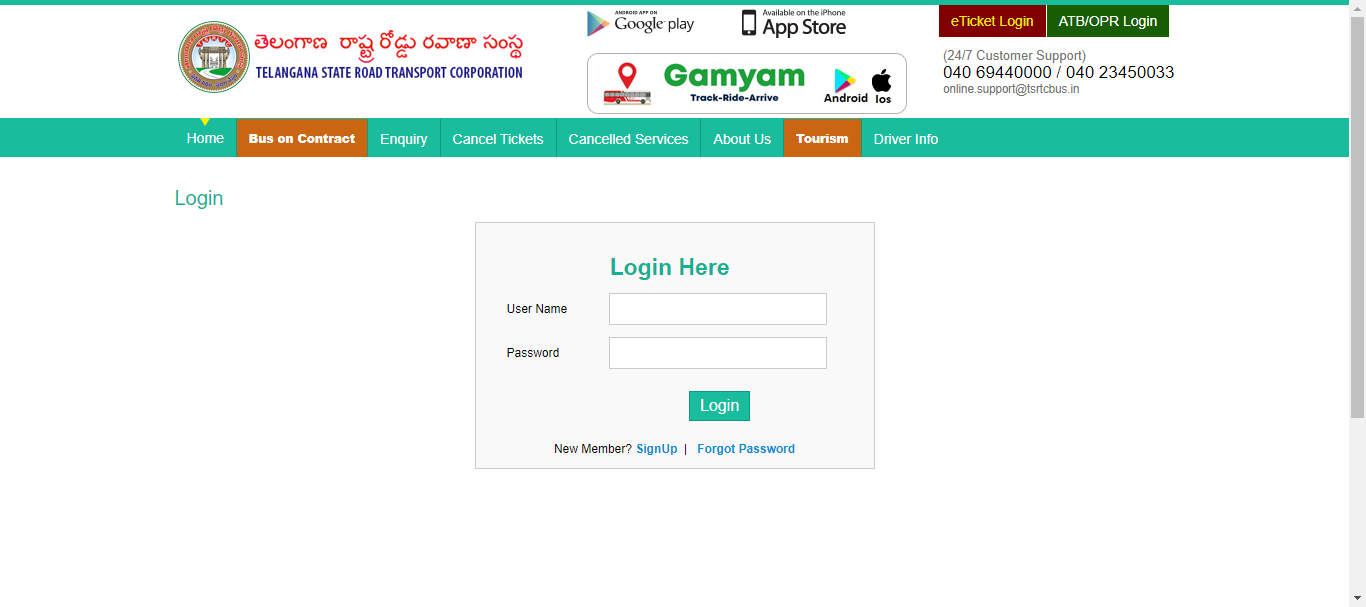 తెలంగాణ రాష్ట్ర రోడ్డు రవాణా సంస్థ
TELANGANA STATE ROAD TRANSPORT CORPORATION
ANDROID APP ON
Google play
Available on the iPhone
App Store
Gamyam
Track-Ride-Arrive
Android Ios
eTicket Login ATB/OPR Login
(24/7 Customer Support)
040 69440000 / 040 23450033
online.support@tsrtcbus.in
Home Bus on Contract Enquiry Cancel Tickets Cancelled Services About Us Tourism Driver Info
Login
Login Here
User Name
Password
Login
New Member? SignUp | Forgot Password